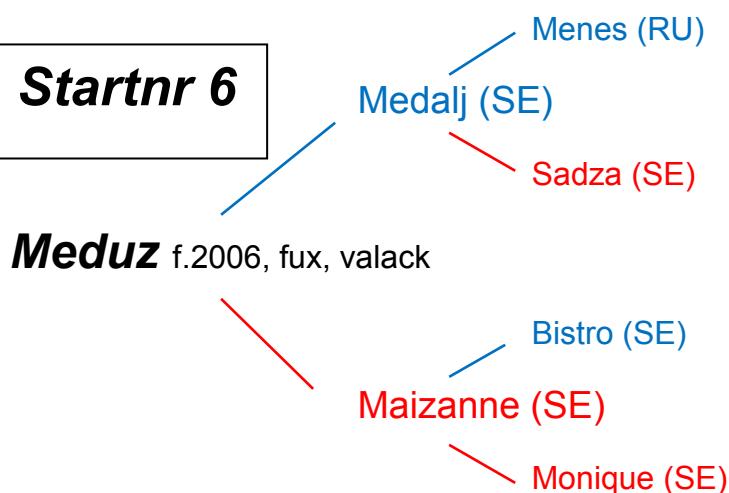 Startnr 6
Menes (RU)
Medalj (SE)
Sadza (SE)
Meduz f.2006, fux, valack
Bistro (SE)
Maizanne (SE)
Monique (SE)